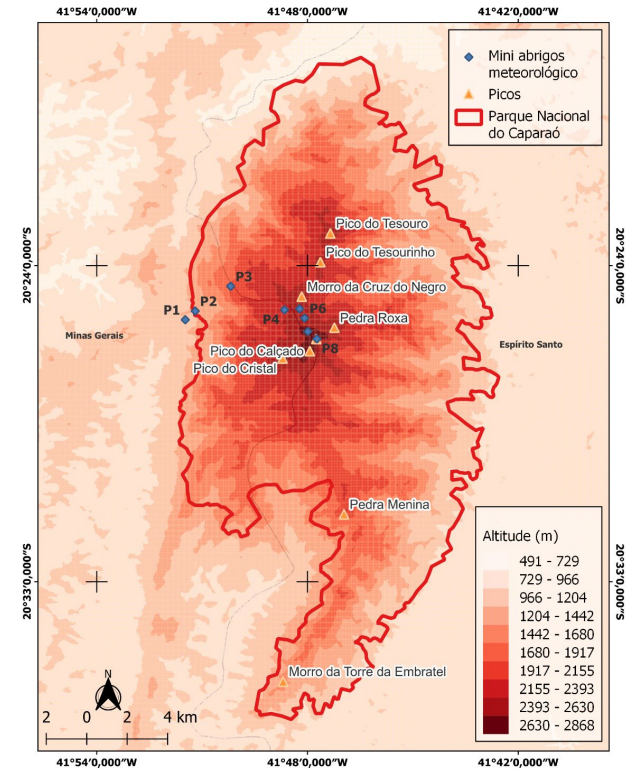 41°54'0,000"W 41°48'0,000"W 41°42'0,000"W
Mini abrigos
meteorológico
Picos
Parque Nacional
do Caparaó
Pico do Tesouro
20°24'0,000"S
20°24'0,000"S
Pico do Tesourinho
P3
Morro da Cruz do Negro
P2
P1
P6
P4
Pedra Roxa
Minas Gerais
Espírito Santo
Pico do Calçado
P8
Pico do Cristal
Pedra Menina
Altitude (m)
491 - 729
729 - 966
966 - 1204
1204 - 1442
1442 - 1680
1680 - 1917
1917 - 2155
2155 - 2393
2393 - 2630
2630 - 2868
20°33'0,000"S
20°33'0,000"S
Morro da Torre da Embratel
N
2 0 2 4 km
41°54'0,000"W 41°48'0,000"W 41°42'0,000"W